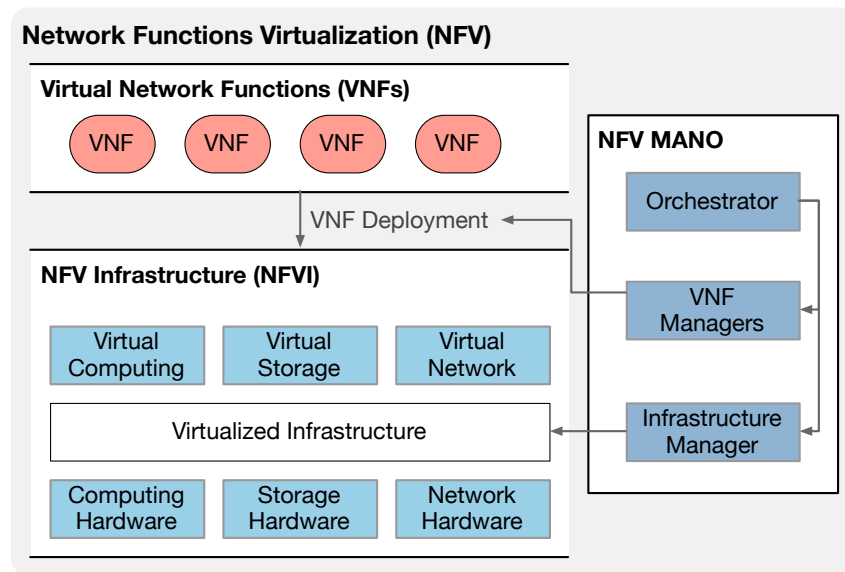 Network Functions Virtualization (NFV)
Virtual Network Functions (VNFs)
VNF
VNF
VNF
VNF
VNF Deployment
NFV Infrastructure (NFVI)
Virtual
Computing
Virtual
Storage
Virtual
Network
Virtualized Infrastructure
Computing
Hardware
Storage
Hardware
Network
Hardware
NFV MANO
Orchestrator
VNF
Managers
Infrastructure
Manager